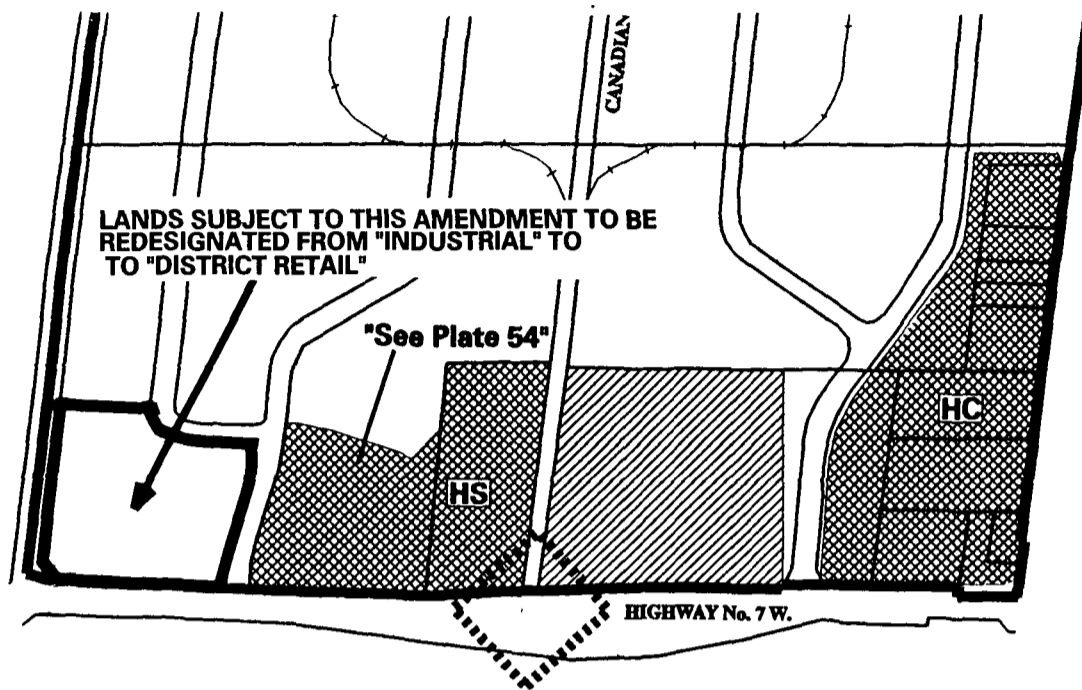 CANADIAN
LANDS SUBJECT TO THIS AMENDMENT TO BE
REDESIGNATED FROM "INDUSTRIAL" TO
TO "DISTRICT RETAIL"
"See Plate 54"
HC
HS
HIGHWAY No. 7 W.